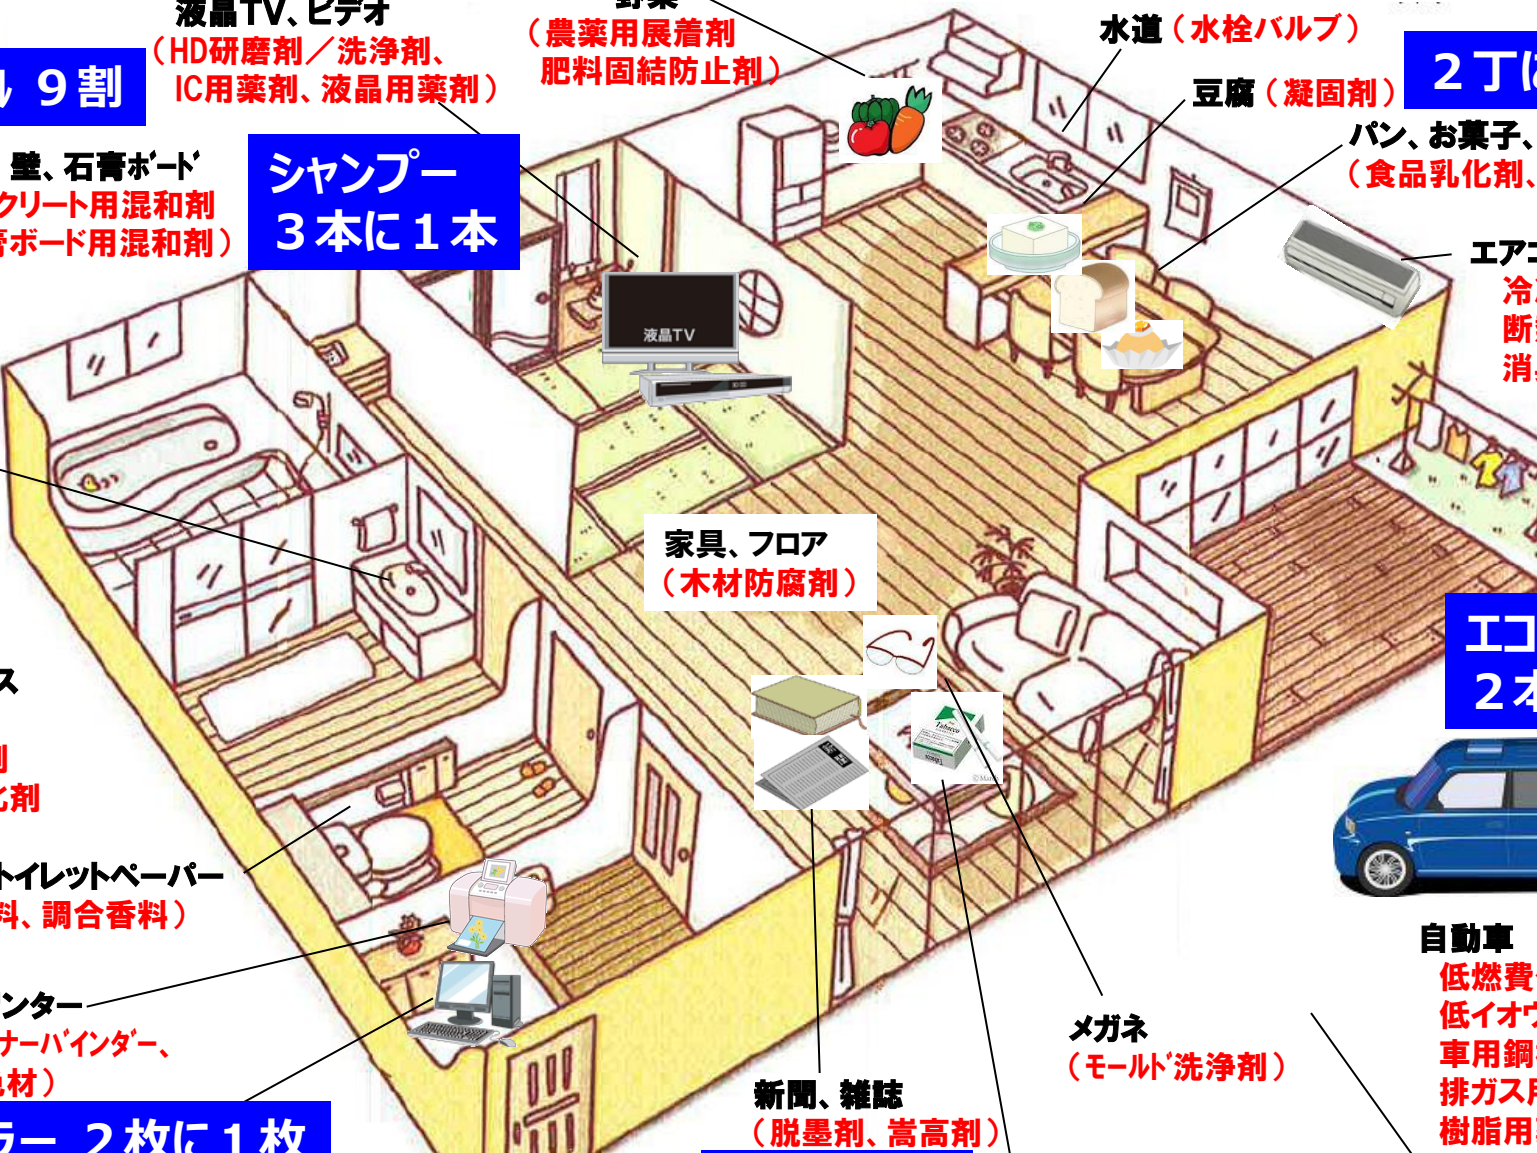 液晶TV、ビデオ
（HD研磨剤／洗浄剤、
IC用薬剤、液晶用薬剤）
野菜
（農薬用展着剤
肥料固結防止剤）
水道（水栓バルブ）
豆腐（凝固剤）
２丁に
パン、お菓子、
（食品乳化剤、
９割
壁、石膏ボード
クリート用混和剤
膏ボード用混和剤）
シャンプー
３本に１本
エアコ
冷
断
消
液晶TV
家具、フロア
（木材防腐剤）
エコ
２本
ス
剤
化剤
トイレットペーパー
料、調合香料）
ンター
ナーバインダー、
色材）
ラー ２枚に１枚
Tobacco
新聞、雑誌
（脱墨剤、嵩高剤）
メガネ
（モールド洗浄剤）
自動車
低燃費
低イオウ
車用鋼
排ガス用
樹脂用